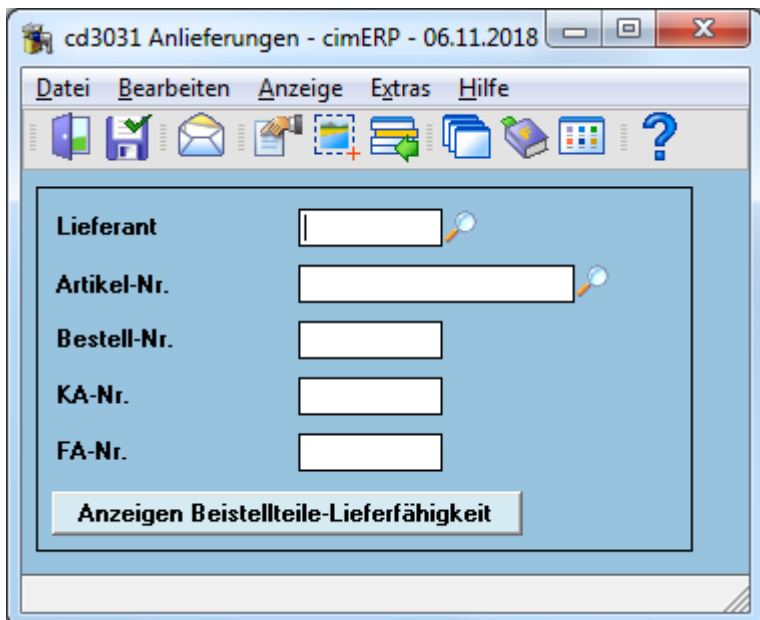 cd3031 Anlieferungen - cimERP - 06.11.2018
Datei Bearbeiten Anzeige Extras Hilfe
Lieferant
Artikel-Nr.
Bestell-Nr.
KA-Nr.
FA-Nr.
Anzeigen Beistellteile-Lieferfähigkeit